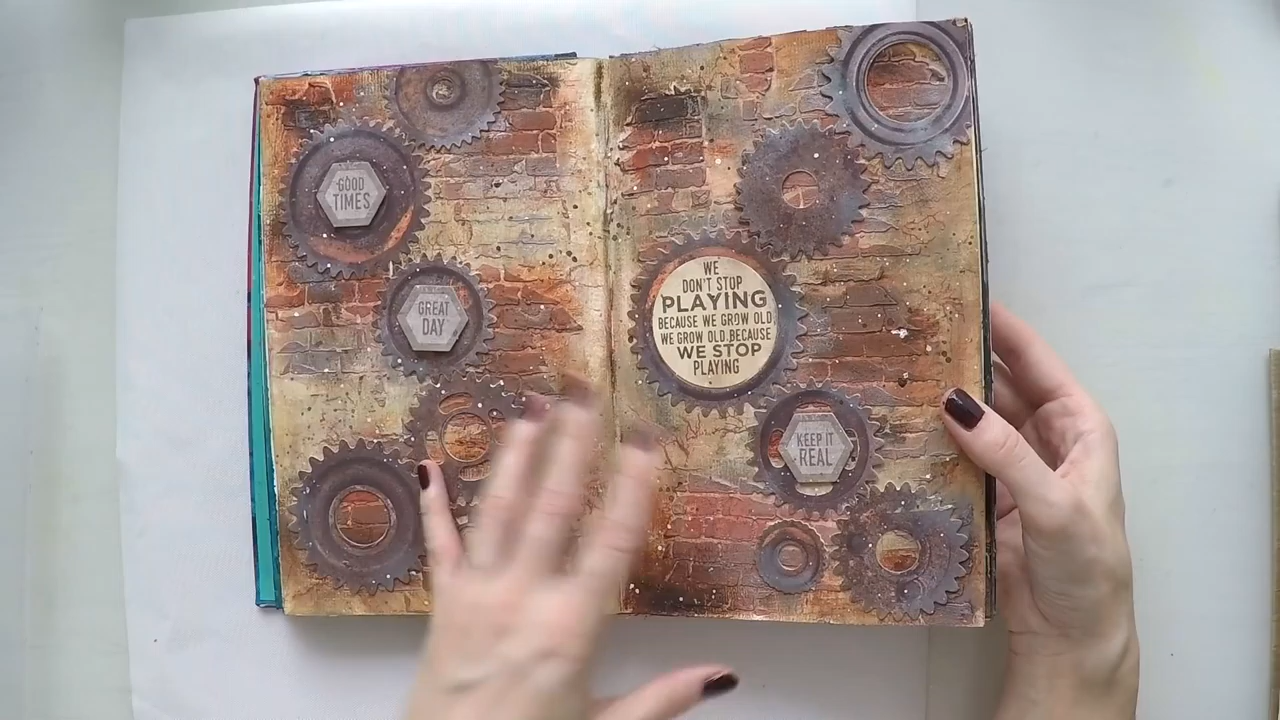 GOOD
TIMES
GREAT
DAY
WE
DON'T STOP
PLAYING
BECAUSE WE GROW OLD,
WE GROW OLD BECAUSE
WE STOP
PLAYING
KEEP IT
REAL